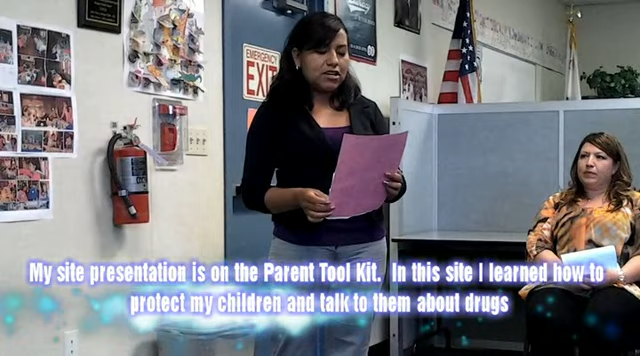 EMERGENCY
EXIT
My site presentation is on the Parent Tool Kit. In this site I learned how to
protect my children and talk to them about drugs